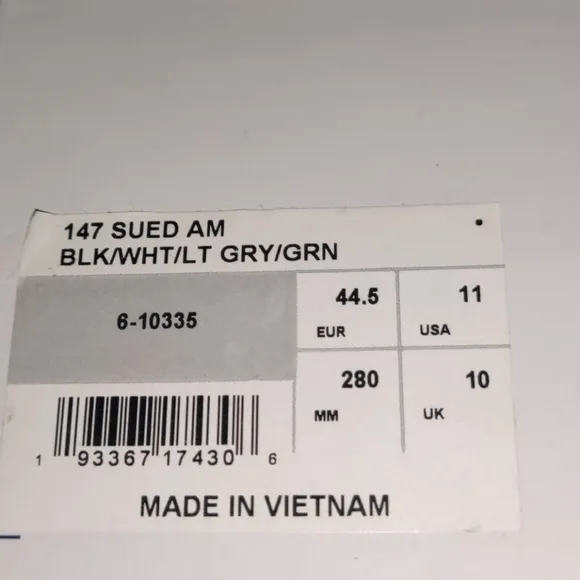 147 SUED AM
BLK/WHT/LT GRY/GRN
6-10335
44.5
EUR
11
USA
280
MM
10
UK
1 93367 17430 6
MADE IN VIETNAM